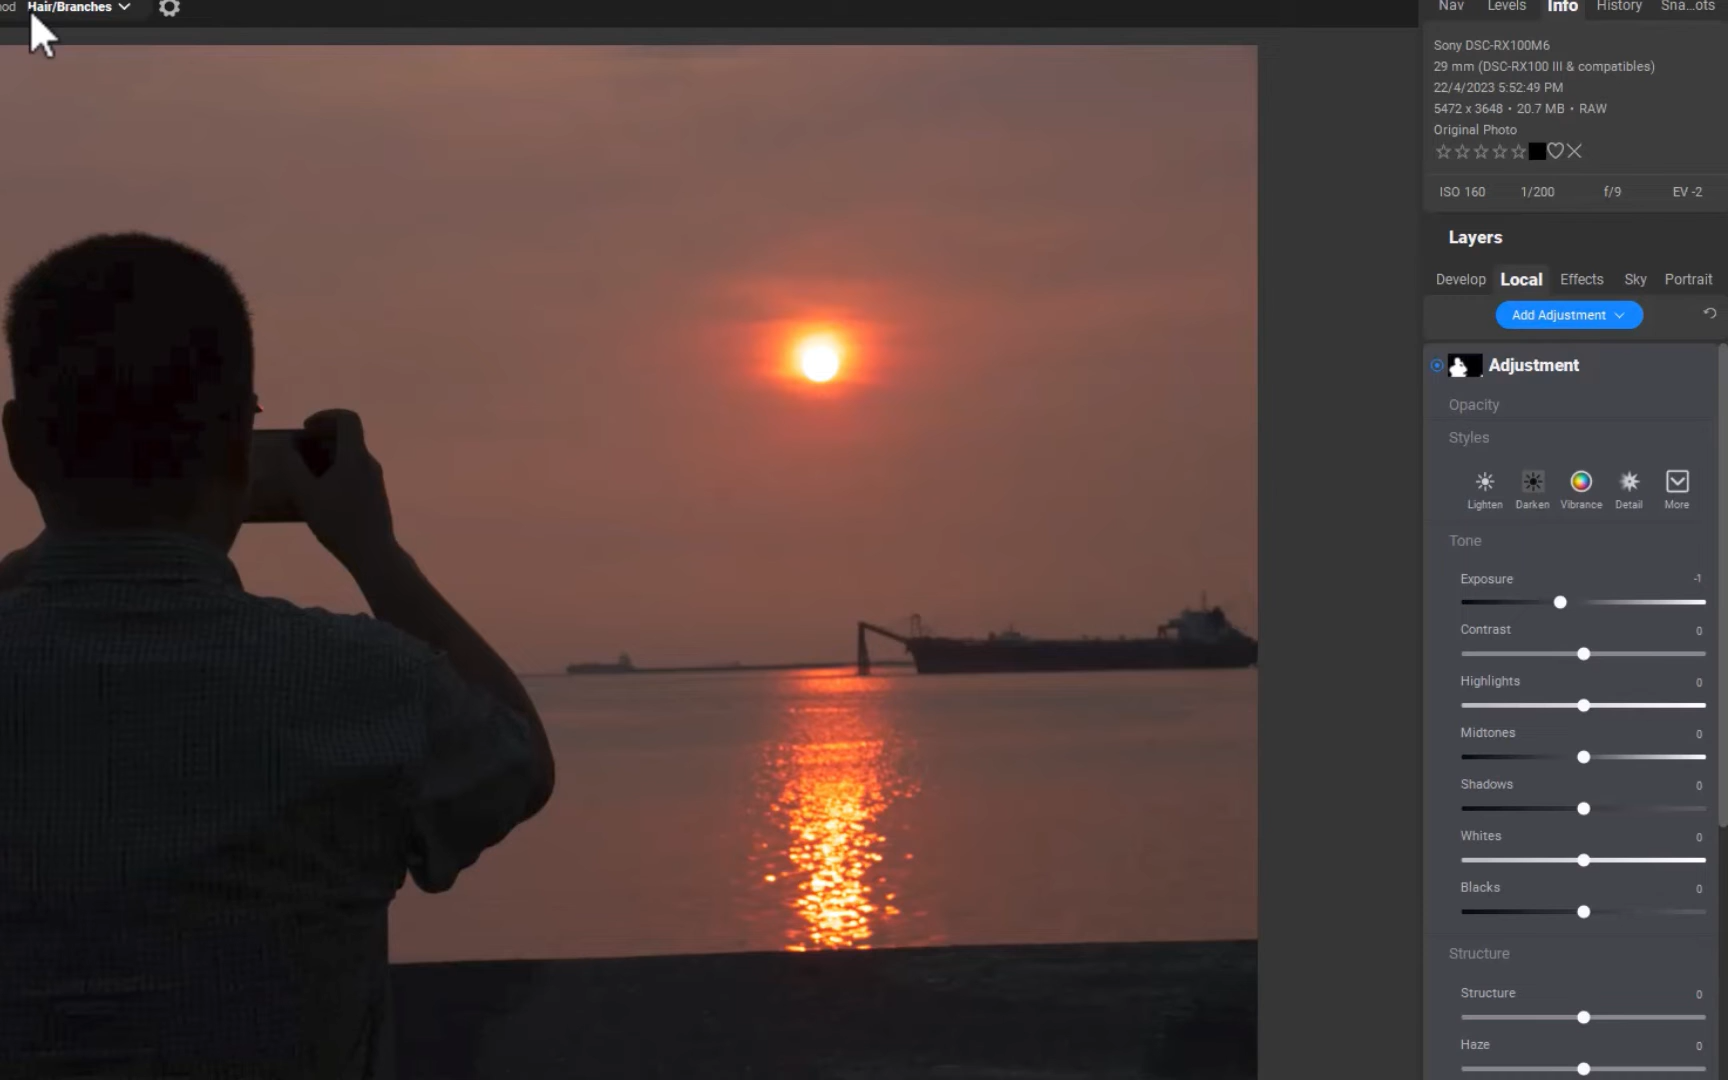 od Hair/Branches
Nav Levels Info History Sna...ots
Sony DSC-RX100M6
29 mm (DSC-RX100 III & compatibles)
22/4/2023 5:52:49 PM
5472 x 3648 • 20.7 MB • RAW
Original Photo
ISO 160 1/200 f/9 EV -2
Layers
Develop Local Effects Sky Portrait
Add Adjustment
Adjustment
Opacity
Styles
Lighten Darken Vibrance Detail More
Tone
Exposure -1
Contrast 0
Highlights 0
Midtones 0
Shadows 0
Whites 0
Blacks 0
Structure
Structure 0
Haze 0